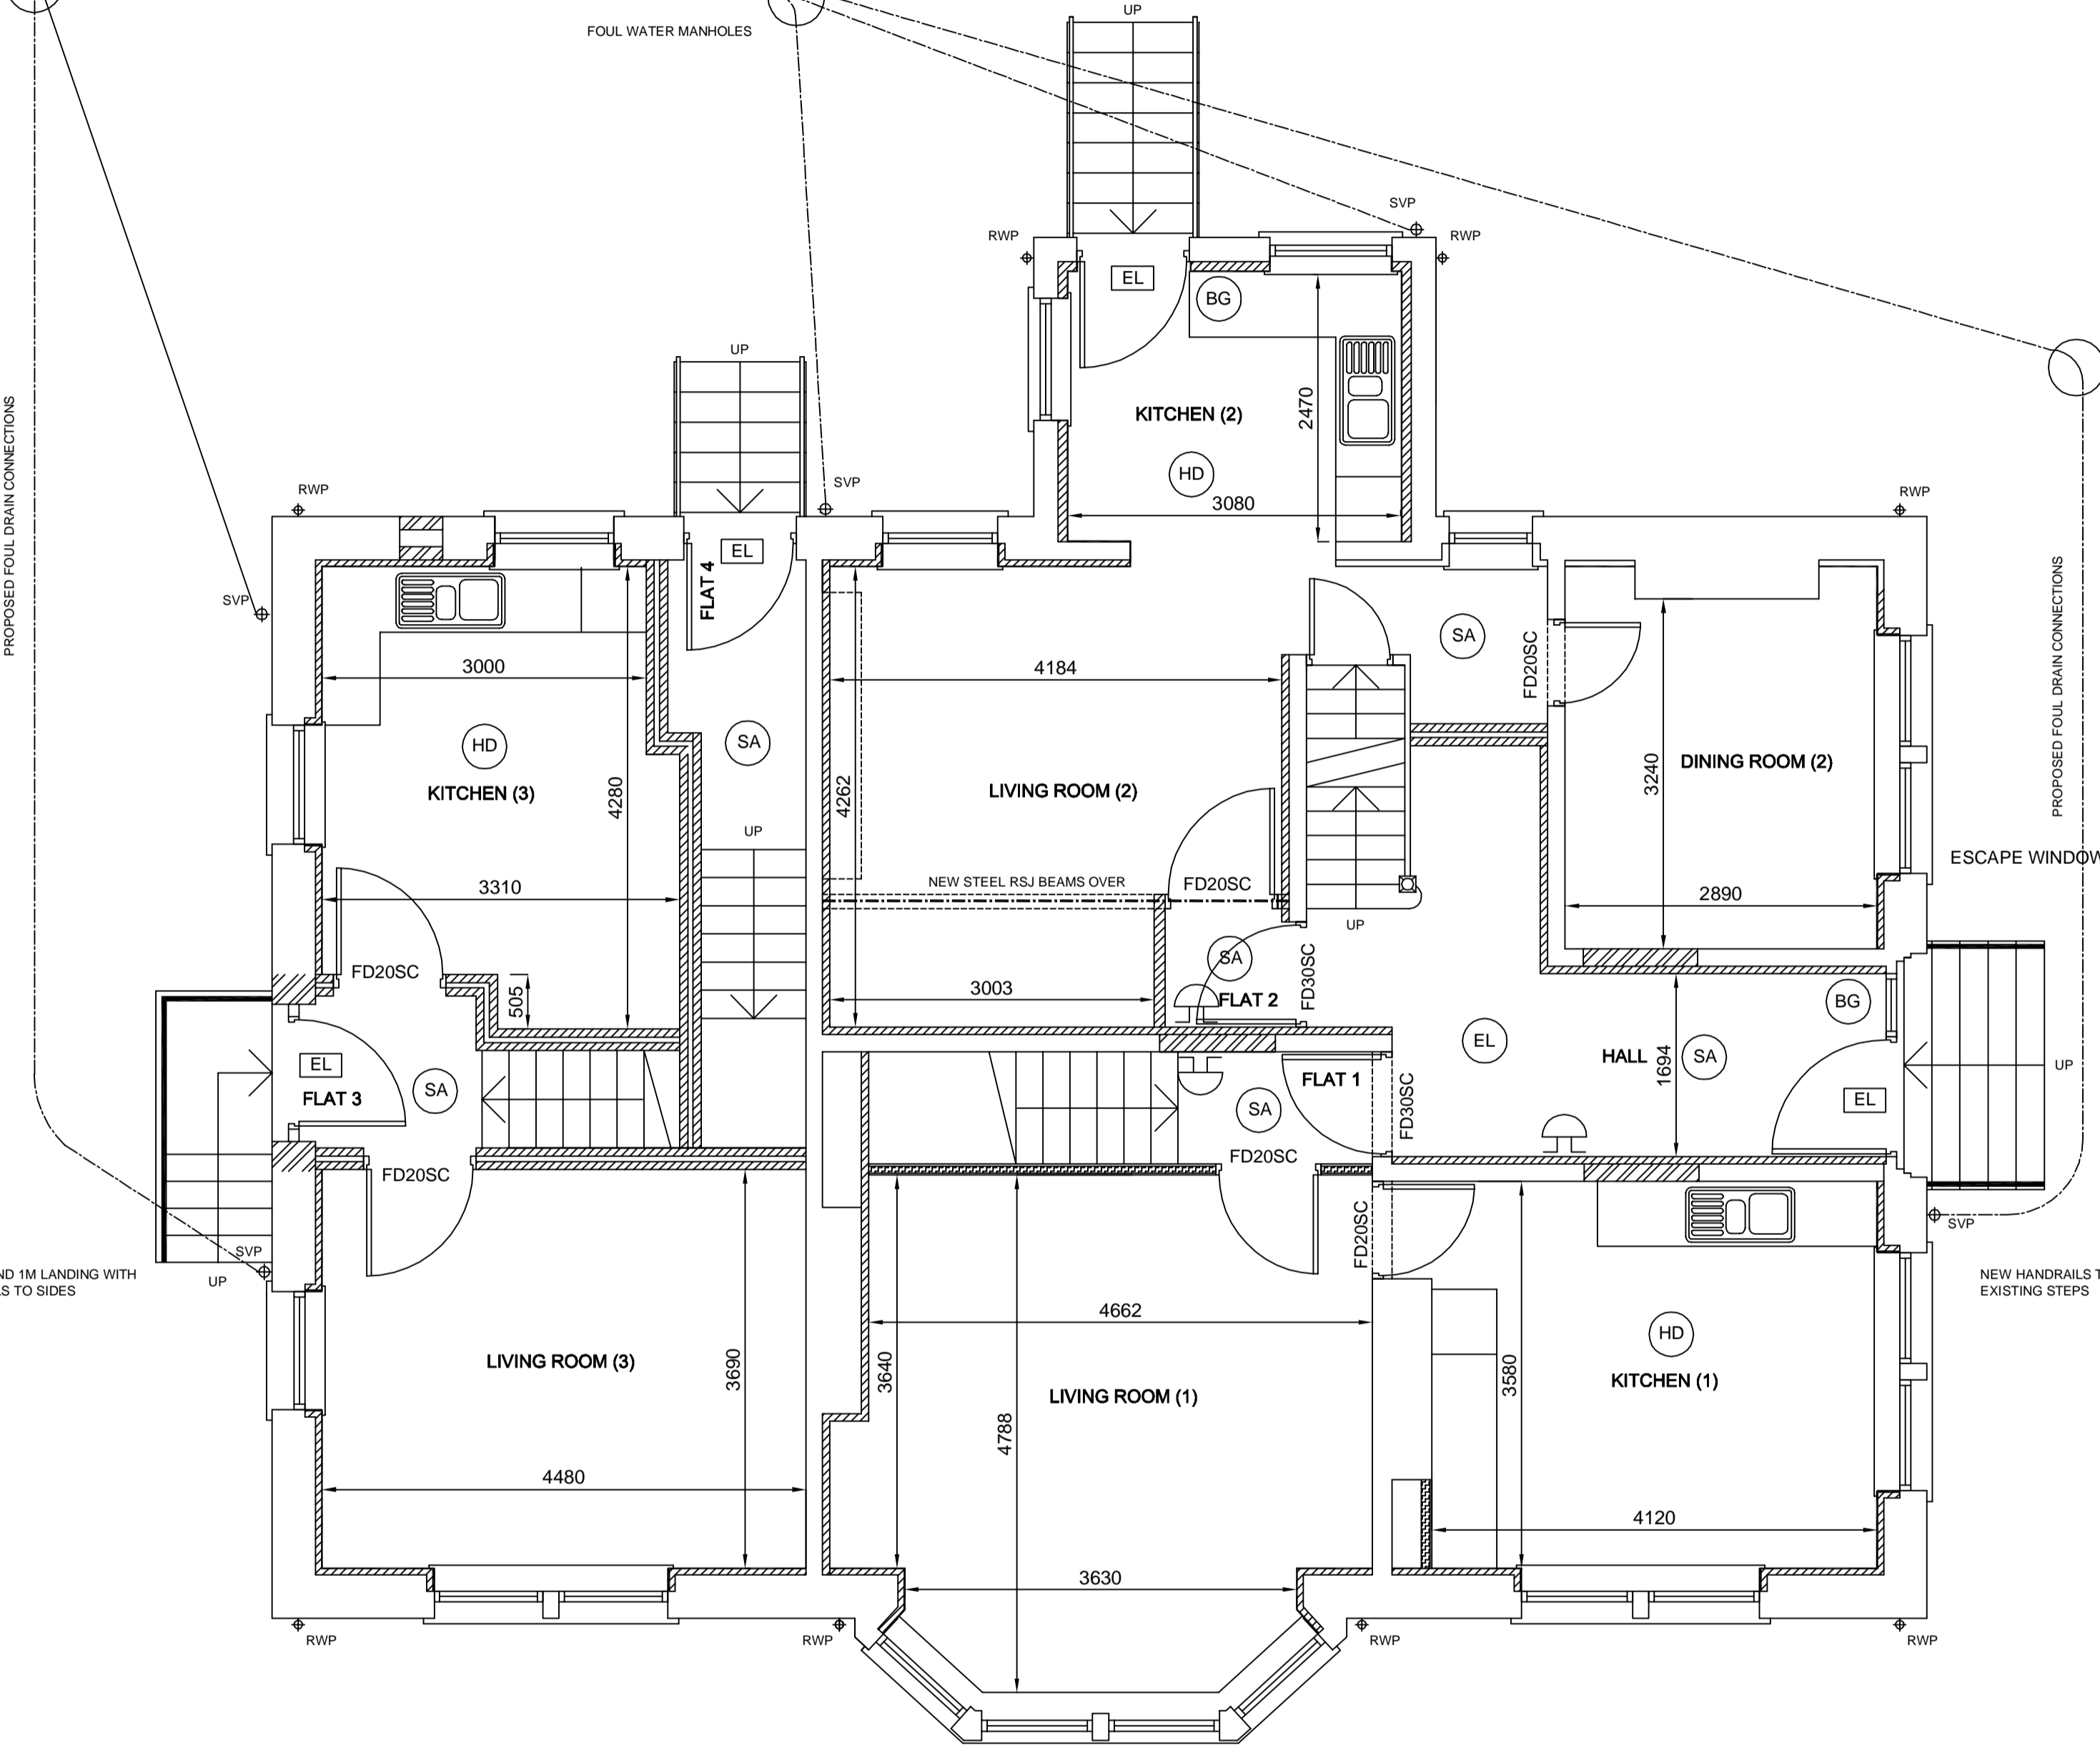 UP
FOUL WATER MANHOLES
SVP
RWP
RWP
EL
BG
UP
PROPOSED FOUL DRAIN CONNECTIONS
KITCHEN (2)
2470
HD
SVP
RWP
RWP
3080
EL
FLAT 4
PROPOSED FOUL DRAIN CONNECTIONS
SVP
SA
FD20SC
3000
4184
SA
HD
KITCHEN (3)
4280
4262
LIVING ROOM (2)
3240
DINING ROOM (2)
UP
ESCAPE WINDOW
3310
NEW STEEL RSJ BEAMS OVER
FD20SC
2890
UP
FD20SC
SA
FD30SC
505
3003
FLAT 2
BG
EL
HALL
SA
1694
EL
FLAT 3
SA
FLAT 1
UP
EL
SA
FD30SC
FD20SC
FD20SC
FD20SC
SVP
SVP
UP
ND 1M LANDING WITH
S TO SIDES
NEW HANDRAILS T
EXISTING STEPS
4662
HD
LIVING ROOM (3)
3690
3640
LIVING ROOM (1)
3580
KITCHEN (1)
4788
4480
4120
3630
RWP
RWP
RWP
RWP